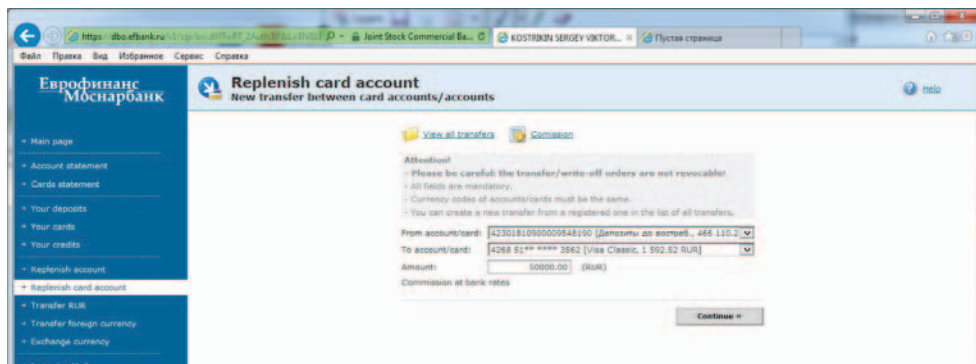 https://dbo.efbank.ru
Joint Stock Commercial Ba...
KOSTRIKIN SERGEY VIKTOR...
Пустая страница
Файл Правка Вид Избранное Сервис Справка
Еврофинанс
Моснарбанк
Replenish card account
New transfer between card accounts/accounts
Help
View all transfers
Comission
Main page
Account statement
Cards statement
Your deposits
Your cards
Your credits
Replenish account
Replenish card account
Transfer RUR
Transfer foreign currency
Exchange currency
Attention!
- Please be careful: the transfer/write-off orders are not revocable!
- All fields are mandatory.
- Currency codes of accounts/cards must be the same.
- You can create a new transfer from a registered one in the list of all transfers.
From account/card: 42301810900009548190 [Депозиты до востреб., 466 110.2
To account/card: 4268 51** **** 3562 [Visa Classic, 1 592.52 RUR]
Amount: 50000.00 (RUR)
Commission at bank rates
Continue »